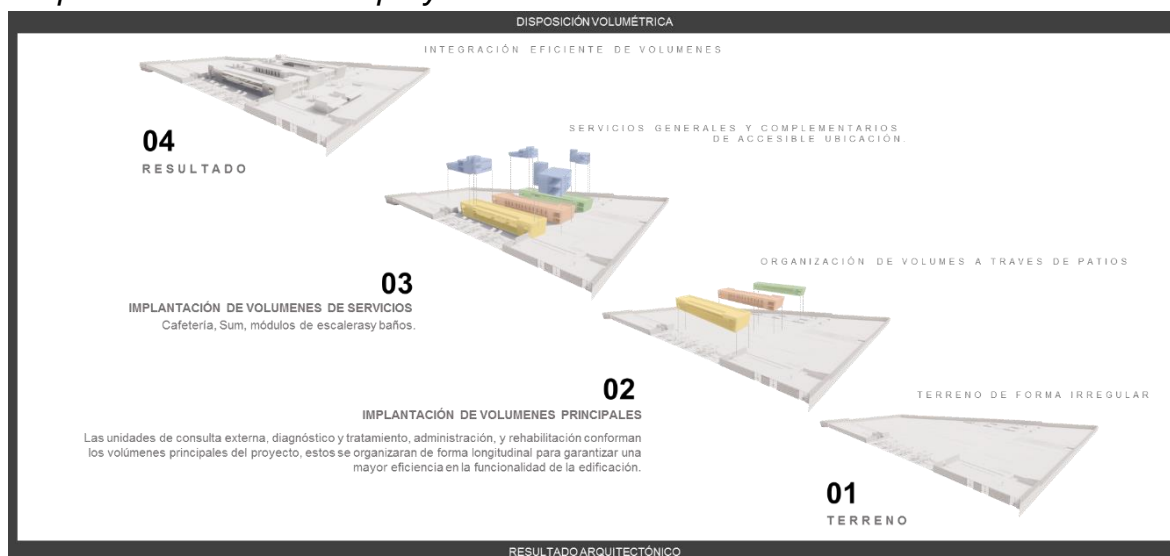 DISPOSICIÓN VOLUMÉTRICA
INTEGRACIÓN EFICIENTE DE VOLUMENES
04
RESULTADO
SERVICIOS GENERALES Y COMPLEMENTARIOS
DE ACCESIBLE UBICACIÓN.
03
IMPLANTACIÓN DE VOLUMENES DE SERVICIOS
Cafetería, Sum, módulos de escalerasy baños.
ORGANIZACIÓN DE VOLUMES A TRAVES DE PATIOS
02
IMPLANTACIÓN DE VOLUMENES PRINCIPALES
Las unidades de consulta externa, diagnóstico y tratamiento, administración, y rehabilitación conforman
los volúmenes principales del proyecto, estos se organizaran de forma longitudinal para garantizar una
mayor eficiencia en la funcionalidad de la edificación.
TERRENO DE FORMA IRREGULAR
01
TERRENO
RESULTADO ARQUITECTÓNICO